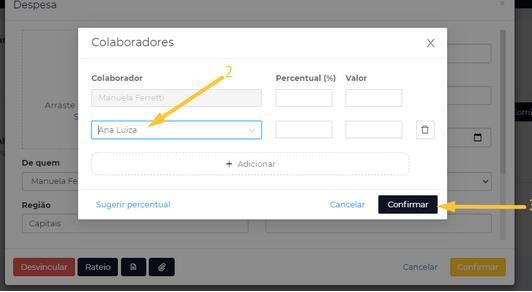 Despesa
Colaboradores
X
2
Colaborador Percentual (%) Valor
Manuela Ferretti
Arraste
Ana Luiza
+ Adicionar
De quem
Manuela Fe
Sugerir percentual Cancelar Confirmar
Região
Capitais
Desvincular Rateio Cancelar Confirmar